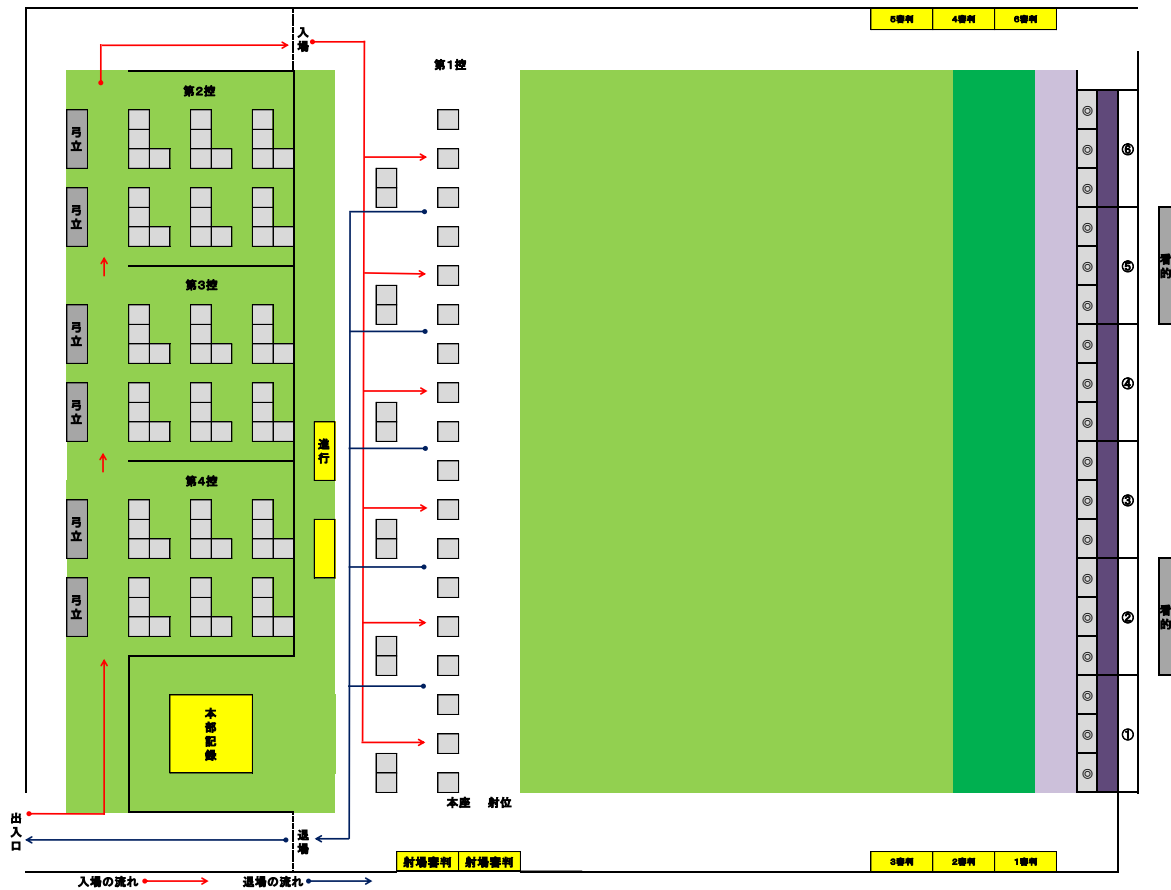 5審判 4審判 6審判
入場
第1控
第2控
弓立
弓立
⑥
⑤
看的
第3控
弓立
弓立
④
進行
③
第4控
弓立
弓立
②
看的
本部記録
①
本座 射位
出入口
退場
射場審判 射場審判
3審判 2審判 1審判
入場の流れ 退場の流れ